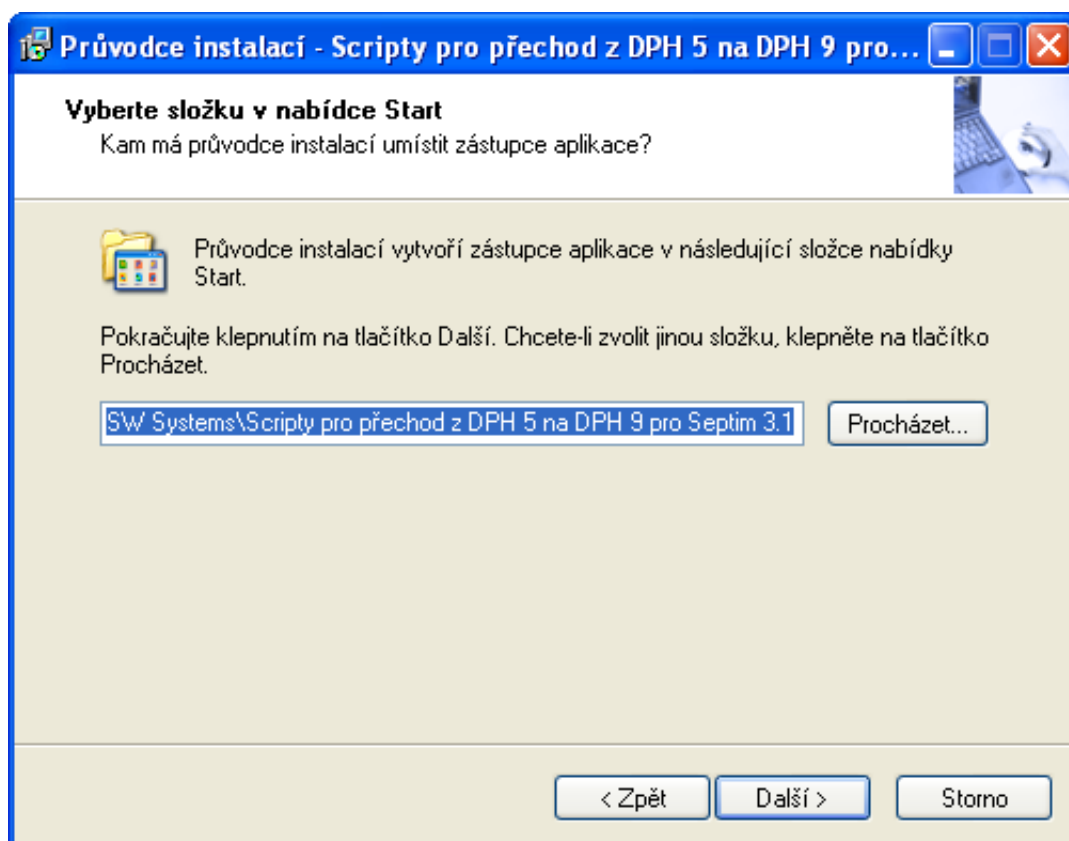 Průvodce instalací - Scripty pro přechod z DPH 5 na DPH 9 pro...
Vyberte složku v nabídce Start
Kam má průvodce instalací umístit zástupce aplikace?
Průvodce instalací vytvoří zástupce aplikace v následující složce nabídky
Start.
Pokračujte klepnutím na tlačítko Další. Chcete-li zvolit jinou složku, klepněte na tlačítko
Procházet.
SW Systems\Scripty pro přechod z DPH 5 na DPH 9 pro Septim 3.1
Procházet...
< Zpět
Další >
Storno